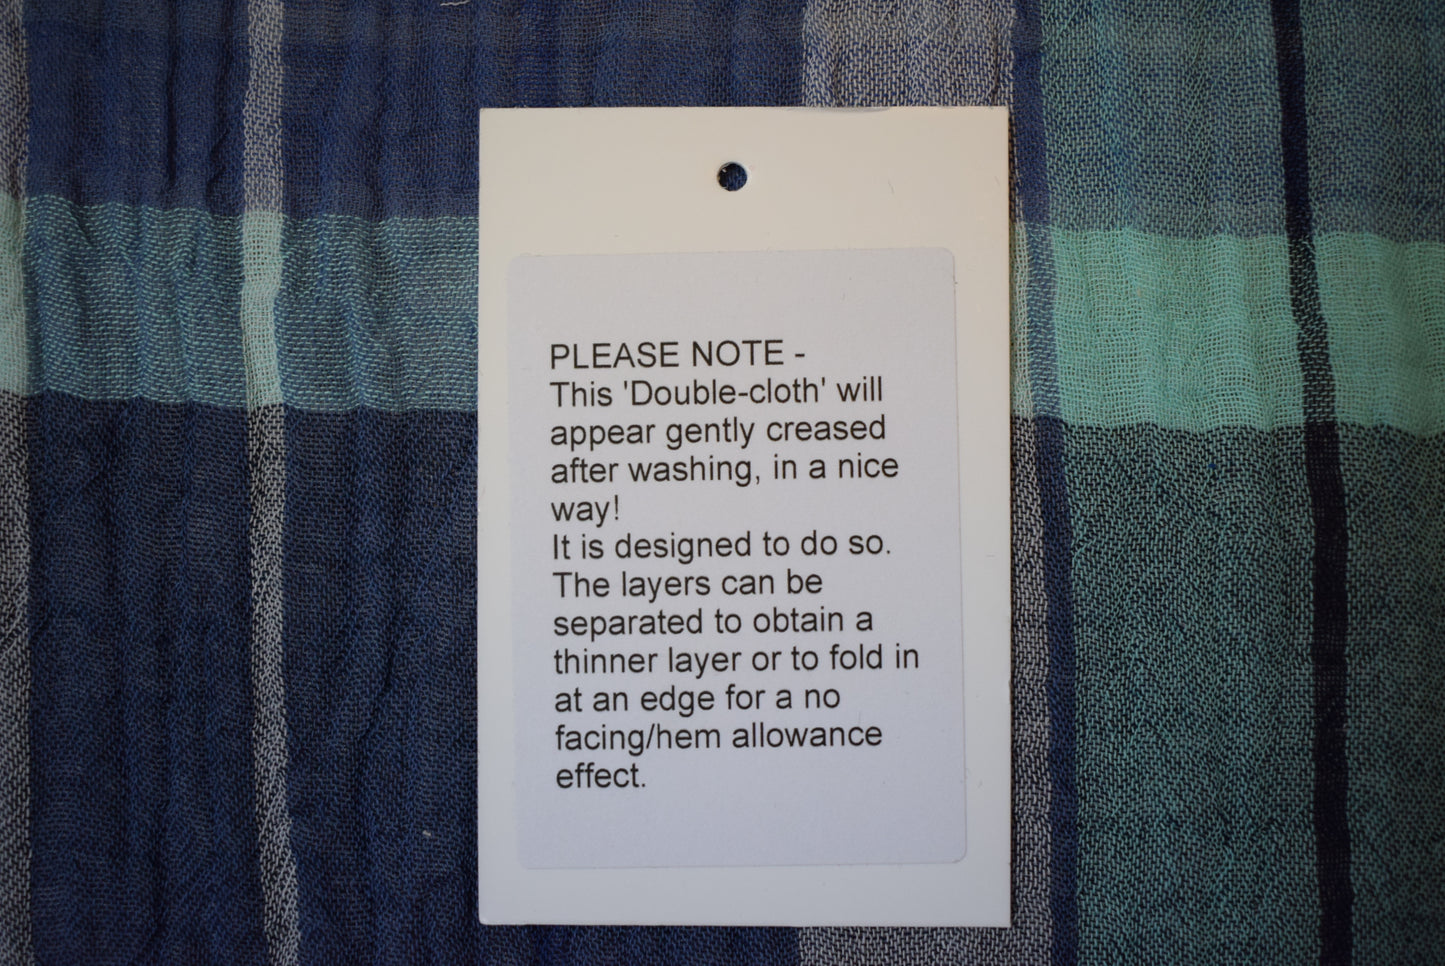 PLEASE NOTE -
This 'Double-cloth' will
appear gently creased
after washing, in a nice
way!
It is designed to do so.
The layers can be
separated to obtain a
thinner layer or to fold in
at an edge for a no
facing/hem allowance
effect.